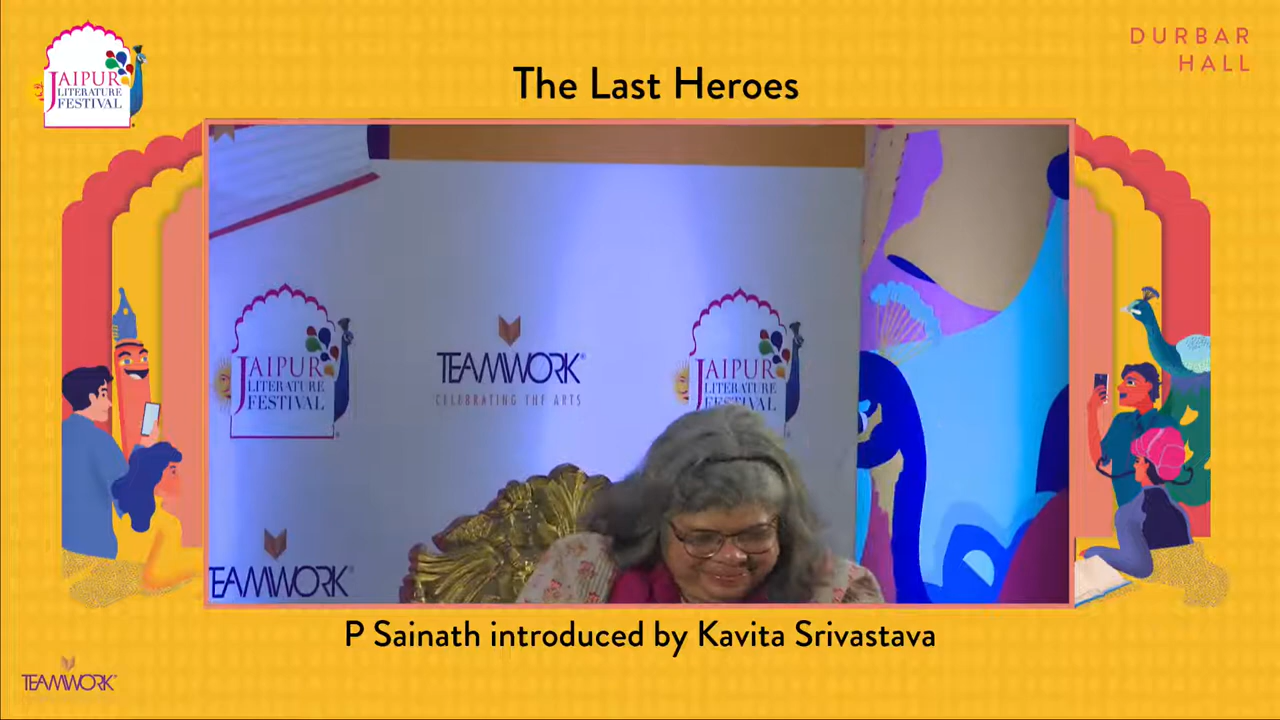 DURBAR
HALL
JAIPUR
LITERATURE
FESTIVAL
The Last Heroes
TEAMWORK
CELEBRATING THE ARTS
JAIPUR
LITERATURE
FESTIVAL
JAIPUR
LITERATURE
FESTIVAL
TEAMWORK
P Sainath introduced by Kavita Srivastava
TEAMWORK